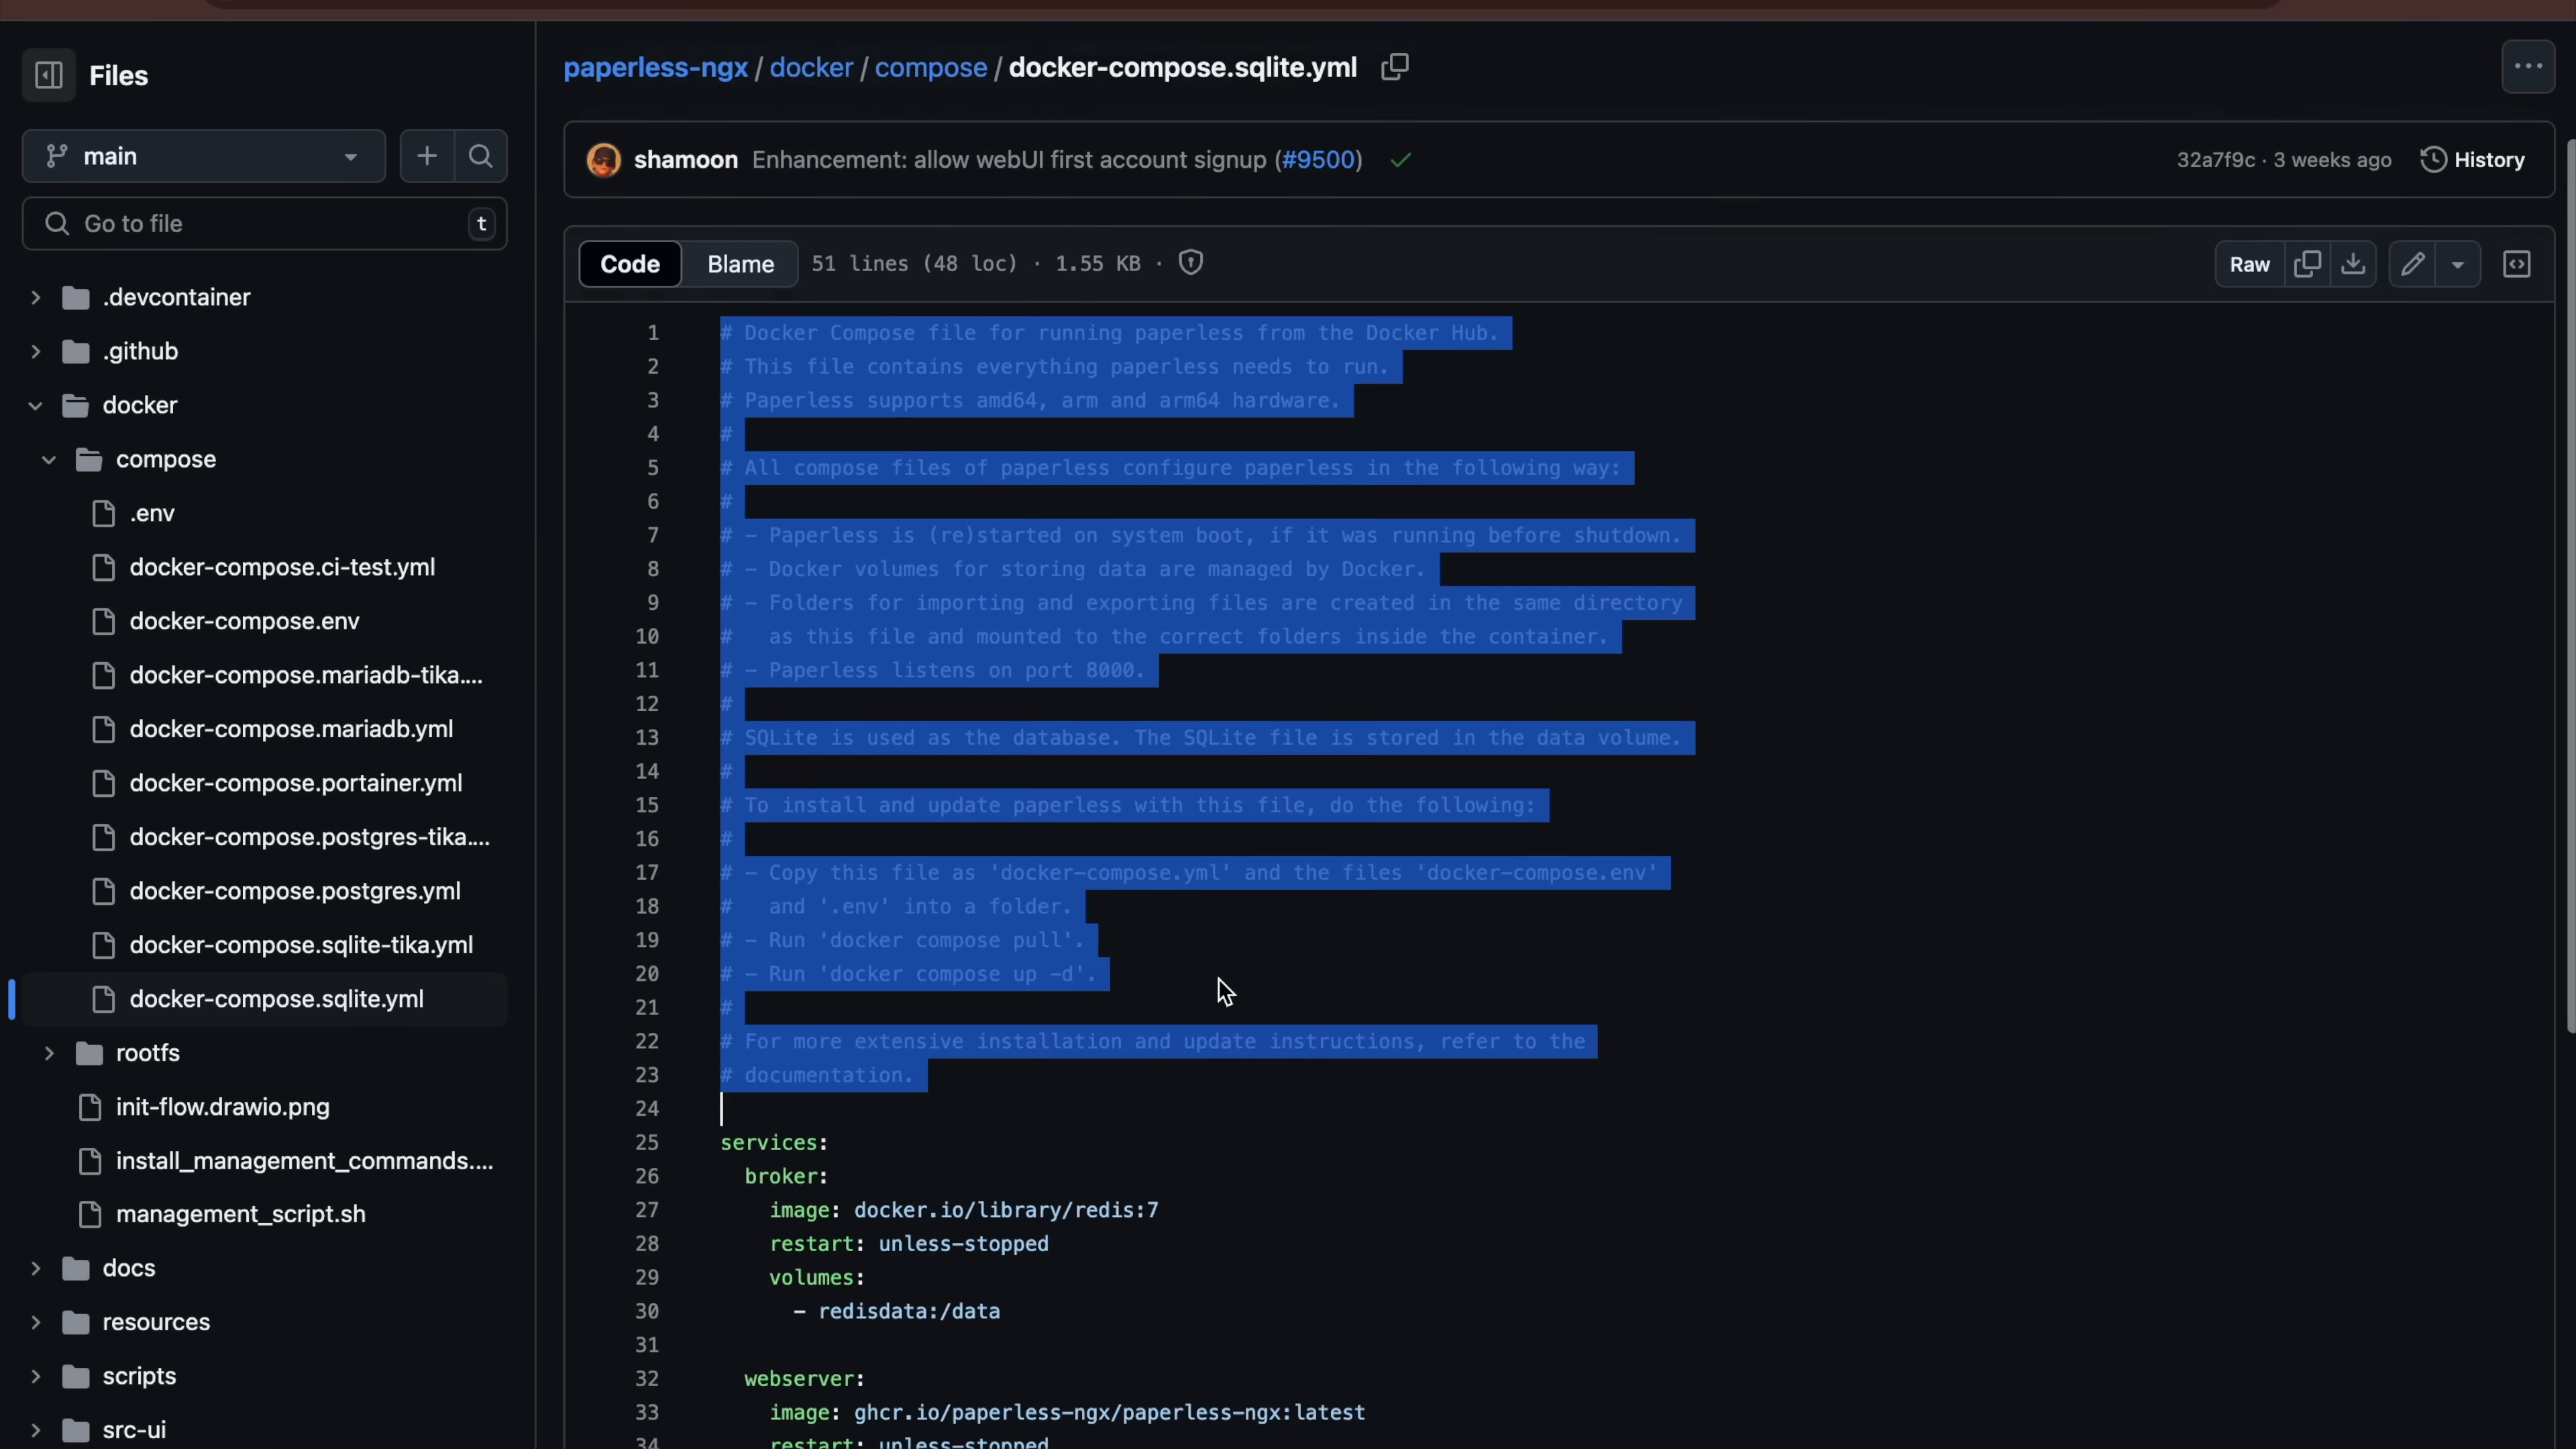 Files
main
Go to file
t
.devcontainer
.github
docker
compose
.env
docker-compose.ci-test.yml
docker-compose.env
docker-compose.mariadb-tika....
docker-compose.mariadb.yml
docker-compose.portainer.yml
docker-compose.postgres-tika....
docker-compose.postgres.yml
docker-compose.sqlite-tika.yml
docker-compose.sqlite.yml
rootfs
init-flow.drawio.png
install_management_commands....
management_script.sh
docs
resources
scripts
src-ui
paperless-ngx / docker / compose / docker-compose.sqlite.yml
shamoon Enhancement: allow webUI first account signup (#9500) 32a7f9c · 3 weeks ago History
Code Blame 51 lines (48 loc) · 1.55 KB · Raw
1 # Docker Compose file for running paperless from the Docker Hub.
2 # This file contains everything paperless needs to run.
3 # Paperless supports amd64, arm and arm64 hardware.
4 #
5 # All compose files of paperless configure paperless in the following way:
6 #
7 # - Paperless is (re)started on system boot, if it was running before shutdown.
8 # - Docker volumes for storing data are managed by Docker.
9 # - Folders for importing and exporting files are created in the same directory
10 #   as this file and mounted to the correct folders inside the container.
11 # - Paperless listens on port 8000.
12 #
13 # SQLite is used as the database. The SQLite file is stored in the data volume.
14 #
15 # To install and update paperless with this file, do the following:
16 #
17 # - Copy this file as 'docker-compose.yml' and the files 'docker-compose.env'
18 #   and '.env' into a folder.
19 # - Run 'docker compose pull'.
20 # - Run 'docker compose up -d'.
21 #
22 # For more extensive installation and update instructions, refer to the
23 # documentation.
24
25 services:
26   broker:
27     image: docker.io/library/redis:7
28     restart: unless-stopped
29     volumes:
30       - redisdata:/data
31
32   webserver:
33     image: ghcr.io/paperless-ngx/paperless-ngx:latest
34     restart: unless-stopped